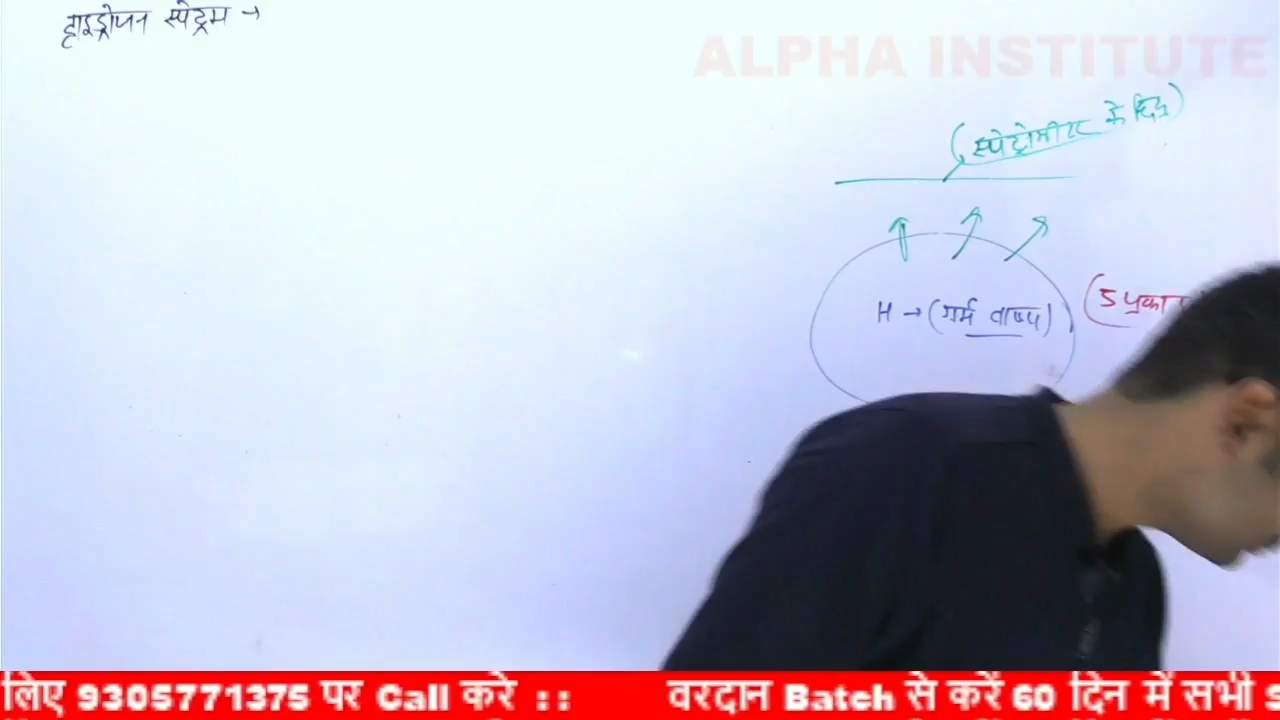 हाइड्रोजन स्पेट्रम →
ALPHA INSTITUTE
(स्पेट्रोमीटर के
H → (गर्म वाष्प)
(5 प्रका
लिए 9305771375 पर Call करे : : वरदान Batch से करें 60 दिन में सभी S